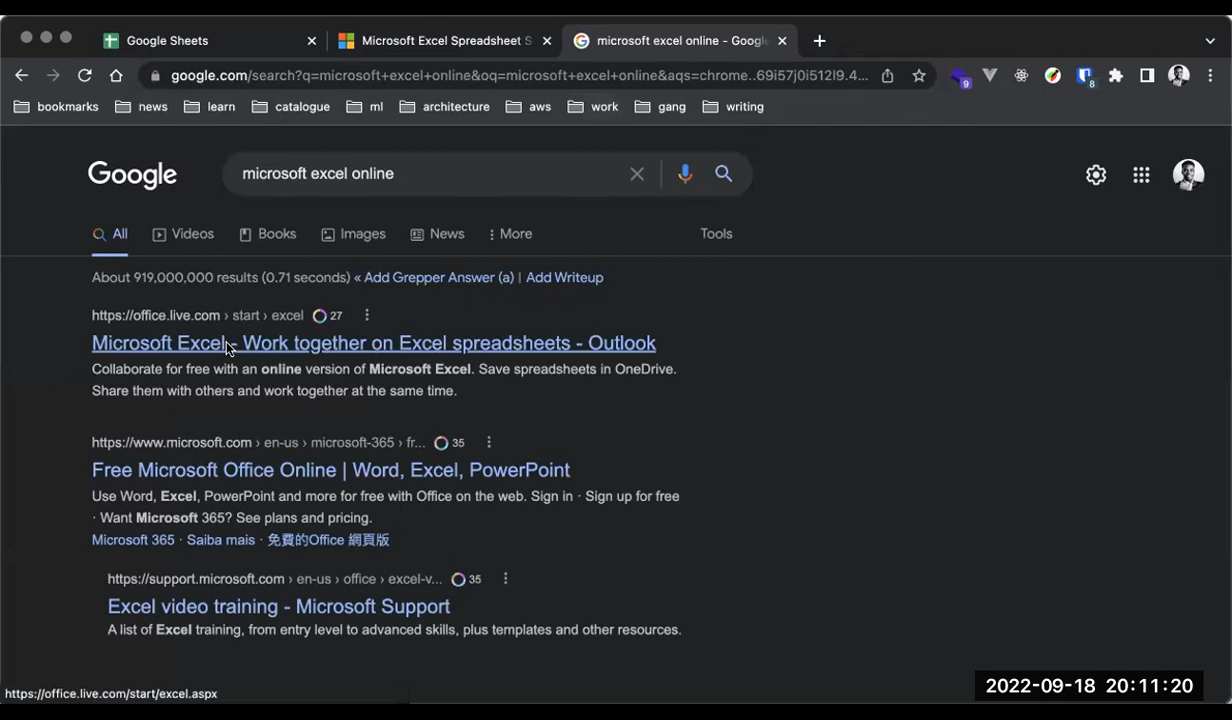 Google Sheets
Microsoft Excel Spreadsheet S
microsoft excel online - Googl
google.com/search?q=microsoft+excel+online&oq=microsoft+excel+online&aqs=chrome..69i57j0i512l9.4...
9
8
bookmarks news learn catalogue ml architecture aws work gang writing
Google
microsoft excel online
All Videos Books Images News More Tools
About 919,000,000 results (0.71 seconds) « Add Grepper Answer (a) | Add Writeup
https://office.live.com › start › excel 27
Microsoft Excel - Work together on Excel spreadsheets - Outlook
Collaborate for free with an online version of Microsoft Excel. Save spreadsheets in OneDrive.
Share them with others and work together at the same time.
https://www.microsoft.com › en-us › microsoft-365 › fr... 35
Free Microsoft Office Online | Word, Excel, PowerPoint
Use Word, Excel, PowerPoint and more for free with Office on the web. Sign in · Sign up for free
· Want Microsoft 365? See plans and pricing.
Microsoft 365 · Saiba mais · 免費的Office 網頁版
https://support.microsoft.com › en-us › office › excel-v... 35
Excel video training - Microsoft Support
A list of Excel training, from entry level to advanced skills, plus templates and other resources.
https://office.live.com/start/excel.aspx
2022-09-18 20:11:20